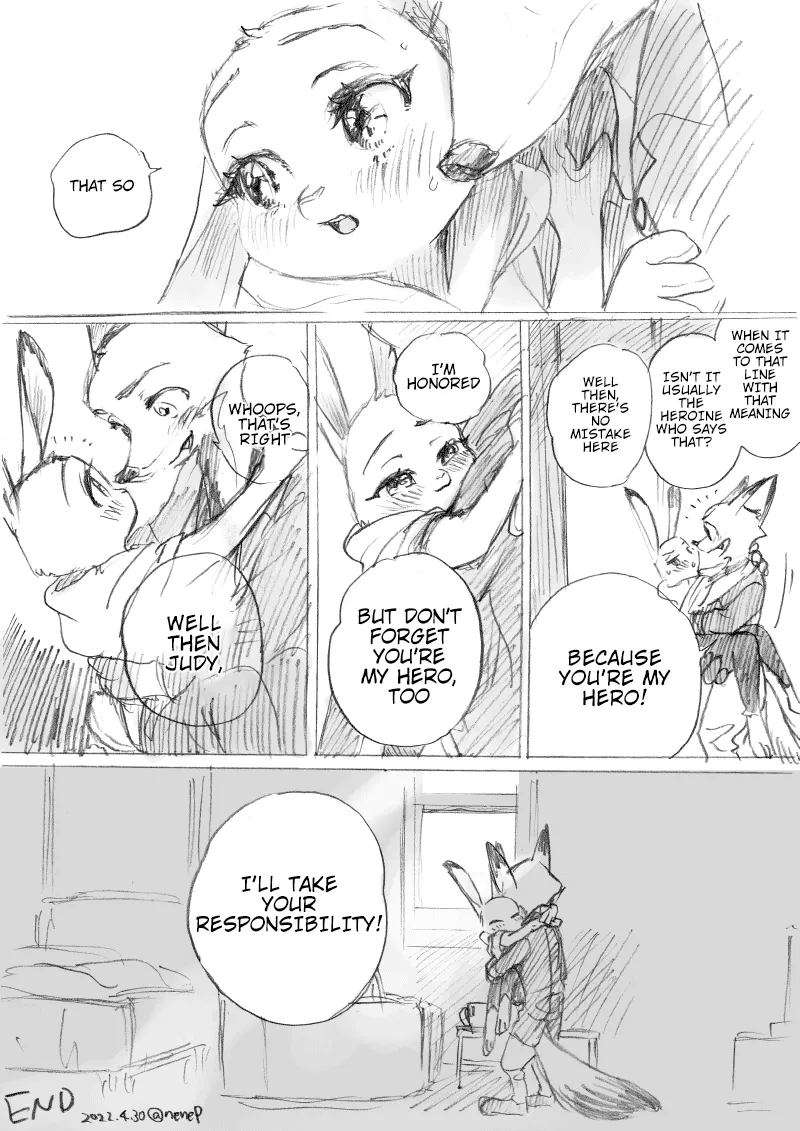 THAT SO
WHEN IT
COMES
TO THAT
LINE
WITH
THAT
MEANING
ISN'T IT
USUALLY
THE
HEROINE
WHO SAYS
THAT?
WELL
THEN,
THERE'S
NO
MISTAKE
HERE
BECAUSE
YOU'RE MY
HERO!
I'M
HONORED
BUT DON'T
FORGET
YOU'RE
MY HERO,
TOO
WHOOPS,
THAT'S
RIGHT
WELL
THEN
JUDY,
I'LL TAKE
YOUR
RESPONSIBILITY!
END
2022.4.30@nenep